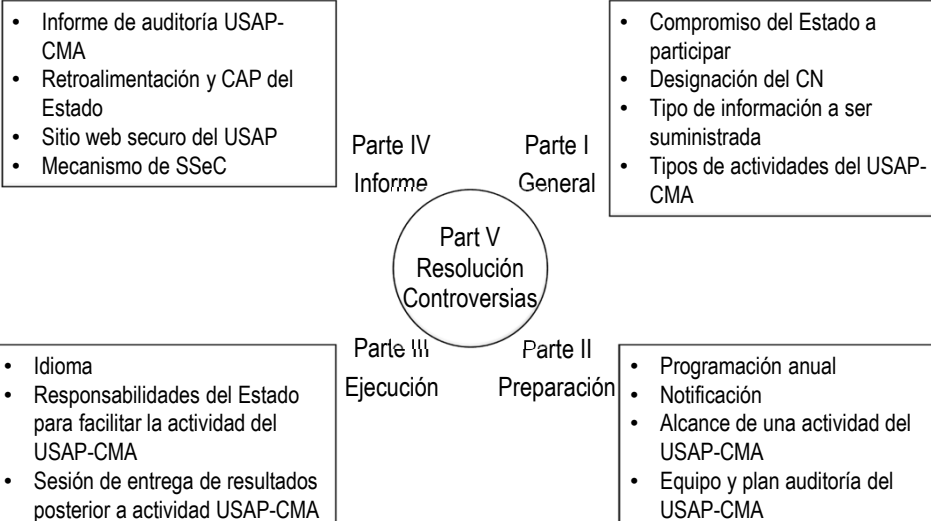 • Informe de auditoría USAP-
CMA
• Retroalimentación y CAP del
Estado
• Sitio web securo del USAP
• Mecanismo de SSeC
Parte IV
Informe
Parte I
General
• Compromiso del Estado a
participar
• Designación del CN
• Tipo de información a ser
suministrada
• Tipos de actividades del USAP-
CMA
Part V
Resolución
Controversias
• Idioma
• Responsabilidades del Estado
para facilitar la actividad del
USAP-CMA
• Sesión de entrega de resultados
posterior a actividad USAP-CMA
Parte III
Ejecución
Parte II
Preparación
• Programación anual
• Notificación
• Alcance de una actividad del
USAP-CMA
• Equipo y plan auditoría del
USAP-CMA